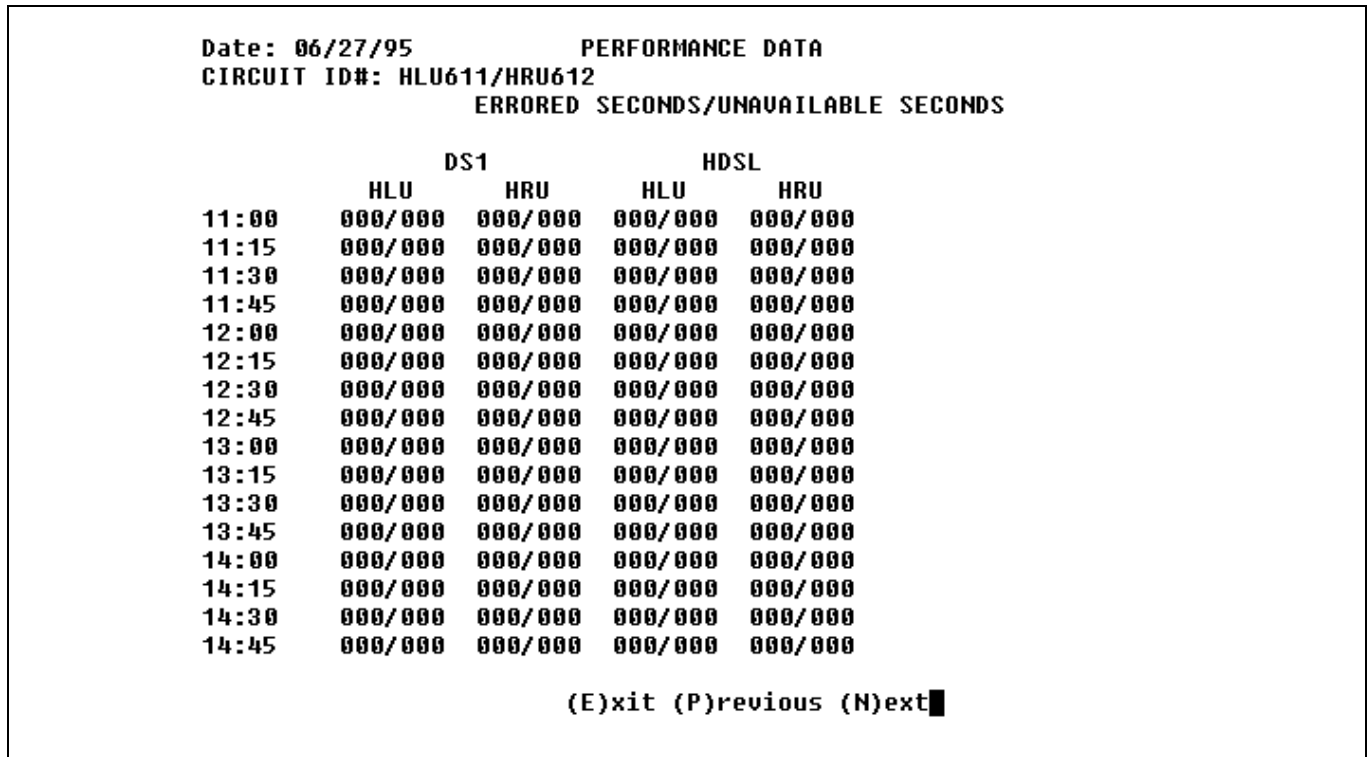 Date: 06/27/95 PERFORMANCE DATA
CIRCUIT ID#: HLU611/HRU612
ERRORED SECONDS/UNAVAILABLE SECONDS
DS1 HDSL
HLU HRU HLU HRU
11:00 000/000 000/000 000/000 000/000
11:15 000/000 000/000 000/000 000/000
11:30 000/000 000/000 000/000 000/000
11:45 000/000 000/000 000/000 000/000
12:00 000/000 000/000 000/000 000/000
12:15 000/000 000/000 000/000 000/000
12:30 000/000 000/000 000/000 000/000
12:45 000/000 000/000 000/000 000/000
13:00 000/000 000/000 000/000 000/000
13:15 000/000 000/000 000/000 000/000
13:30 000/000 000/000 000/000 000/000
13:45 000/000 000/000 000/000 000/000
14:00 000/000 000/000 000/000 000/000
14:15 000/000 000/000 000/000 000/000
14:30 000/000 000/000 000/000 000/000
14:45 000/000 000/000 000/000 000/000
(E)xit (P)revious (N)ext